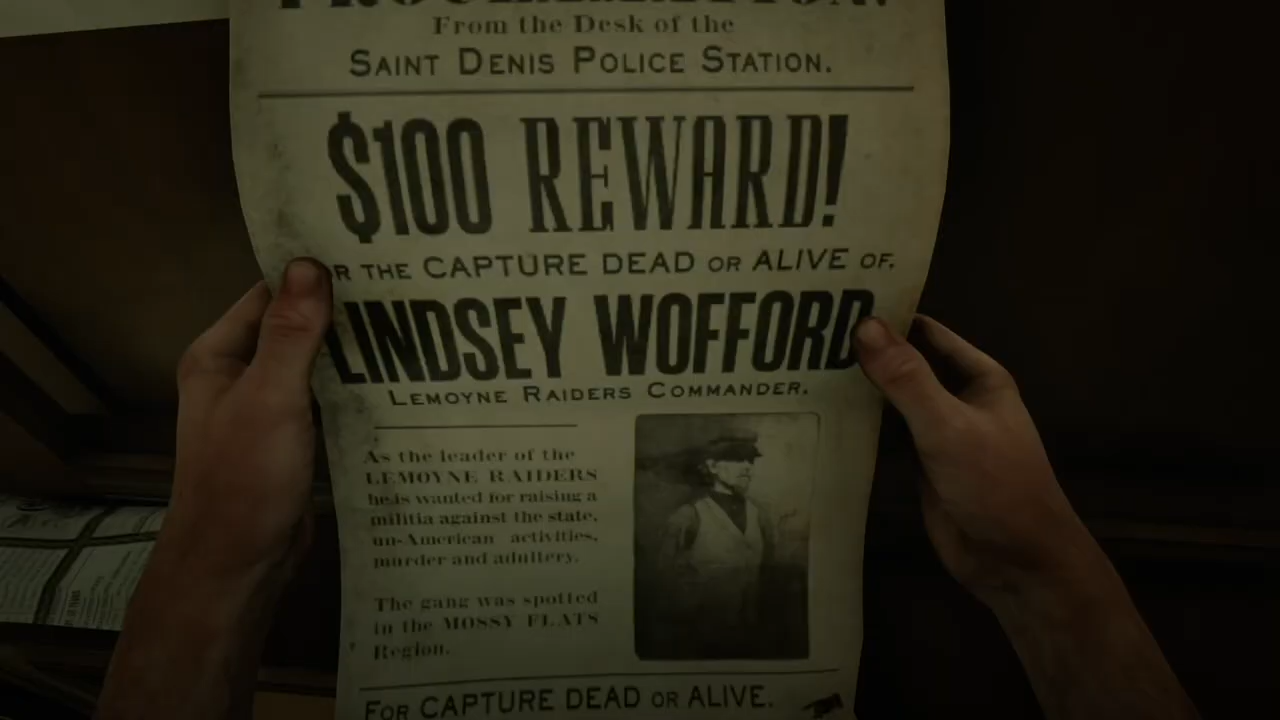 From the Desk of the
SAINT DENIS POLICE STATION.
$100 REWARD!
R THE CAPTURE DEAD OR ALIVE OF,
LINDSEY WOFFORD
LEMOYNE RAIDERS COMMANDER.
As the leader of the
LEMOYNE RAIDERS
he is wanted for raising a
militia against the state,
un-American activities,
murder and adultery.
The gang was spotted
in the MOSSY FLATS
Region.
FOR CAPTURE DEAD OR ALIVE.